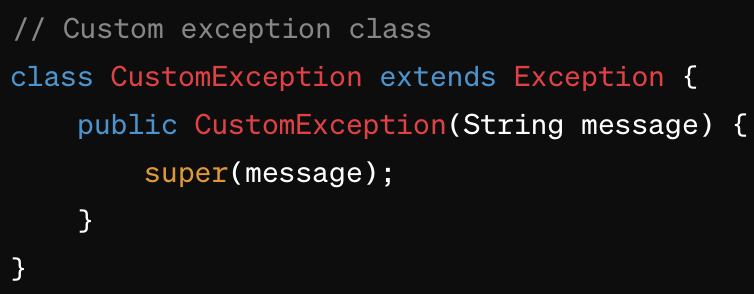 // Custom exception class
class CustomException extends Exception {
    public CustomException(String message) {
        super(message);
    }
}